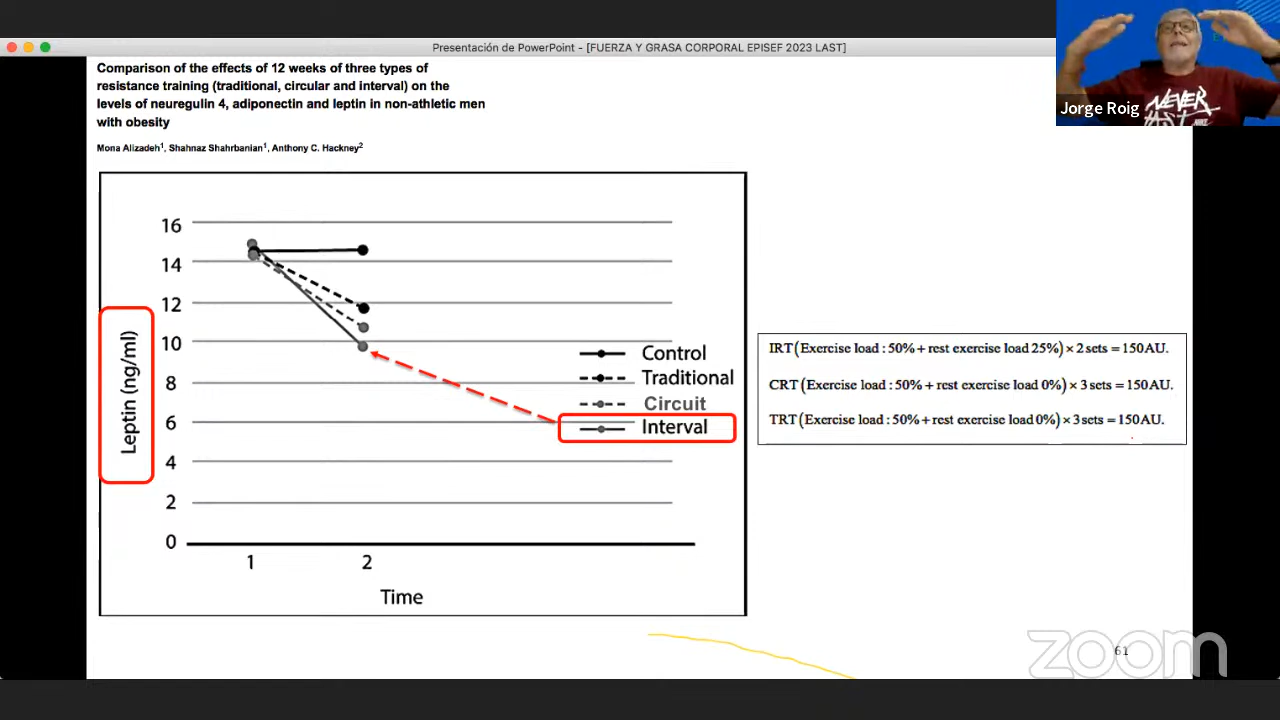 Presentación de PowerPoint - [FUERZA Y GRASA CORPORAL EPISEF 2023 LAST]
Jorge Roig
NEVER
Comparison of the effects of 12 weeks of three types of
resistance training (traditional, circular and interval) on the
levels of neuregulin 4, adiponectin and leptin in non-athletic men
with obesity
Mona Alizadeh¹, Shahnaz Shahrbanian¹, Anthony C. Hackney²
16
14
12
10
8
6
4
2
0
Leptin (ng/ml)
1 2
Time
Control
Traditional
Circuit
Interval
IRT(Exercise load : 50% + rest exercise load 25%) × 2 sets = 150AU.
CRT(Exercise load : 50% + rest exercise load 0%) × 3 sets = 150AU.
TRT(Exercise load : 50% + rest exercise load 0%) × 3 sets = 150AU.
61
zoom